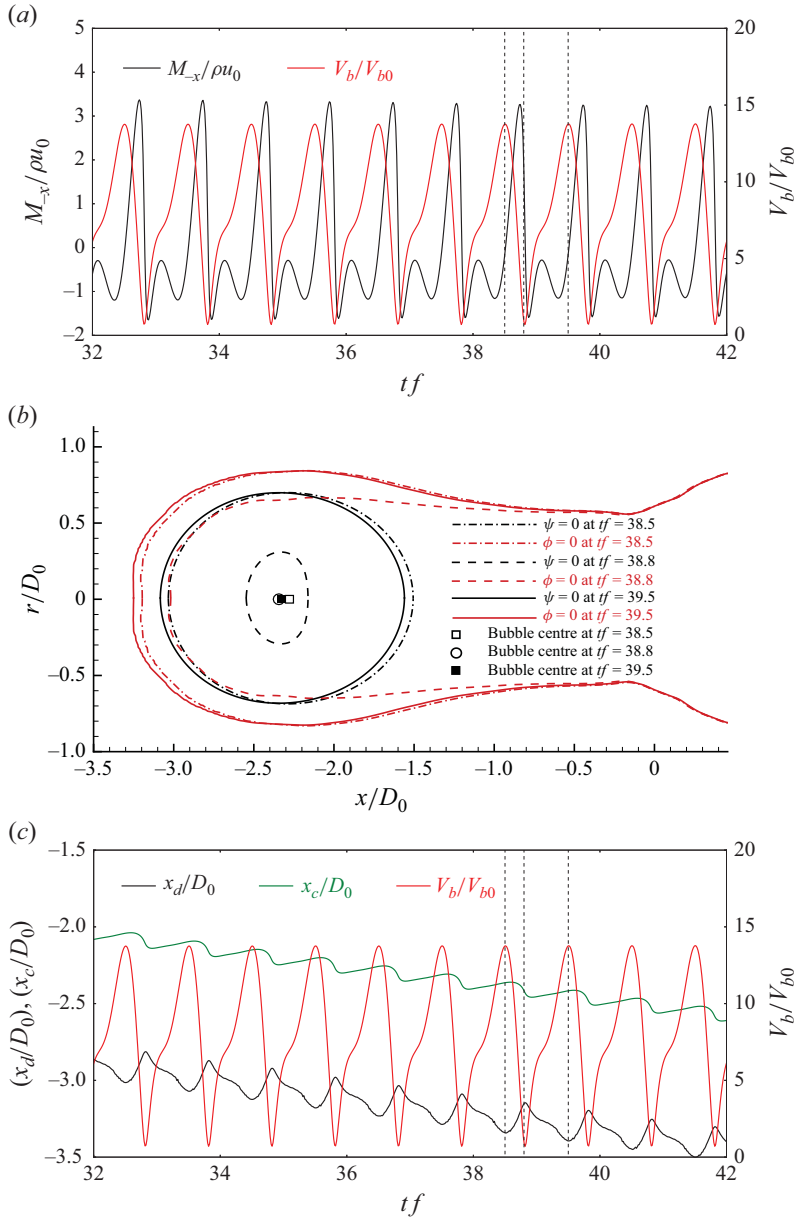 (a)
5
4
3
2
1
0
–1
–2
20
15
10
5
0
M–x/ρu0
Vb/Vb0
M–x/ρu0
Vb/Vb0
32
34
36
38
40
42
tf
(b)
1.0
0.5
0
–0.5
–1.0
r/D0
ψ = 0 at tf = 38.5
ϕ = 0 at tf = 38.5
ψ = 0 at tf = 38.8
ϕ = 0 at tf = 38.8
ψ = 0 at tf = 39.5
ϕ = 0 at tf = 39.5
Bubble centre at tf = 38.5
Bubble centre at tf = 38.8
Bubble centre at tf = 39.5
–3.5
–3.0
–2.5
–2.0
–1.5
–1.0
–0.5
0
x/D0
(c)
–1.5
–2.0
–2.5
–3.0
–3.5
20
15
10
5
0
xd/D0
xc/D0
Vb/Vb0
(xd/D0), (xc/D0)
Vb/Vb0
32
34
36
38
40
42
tf